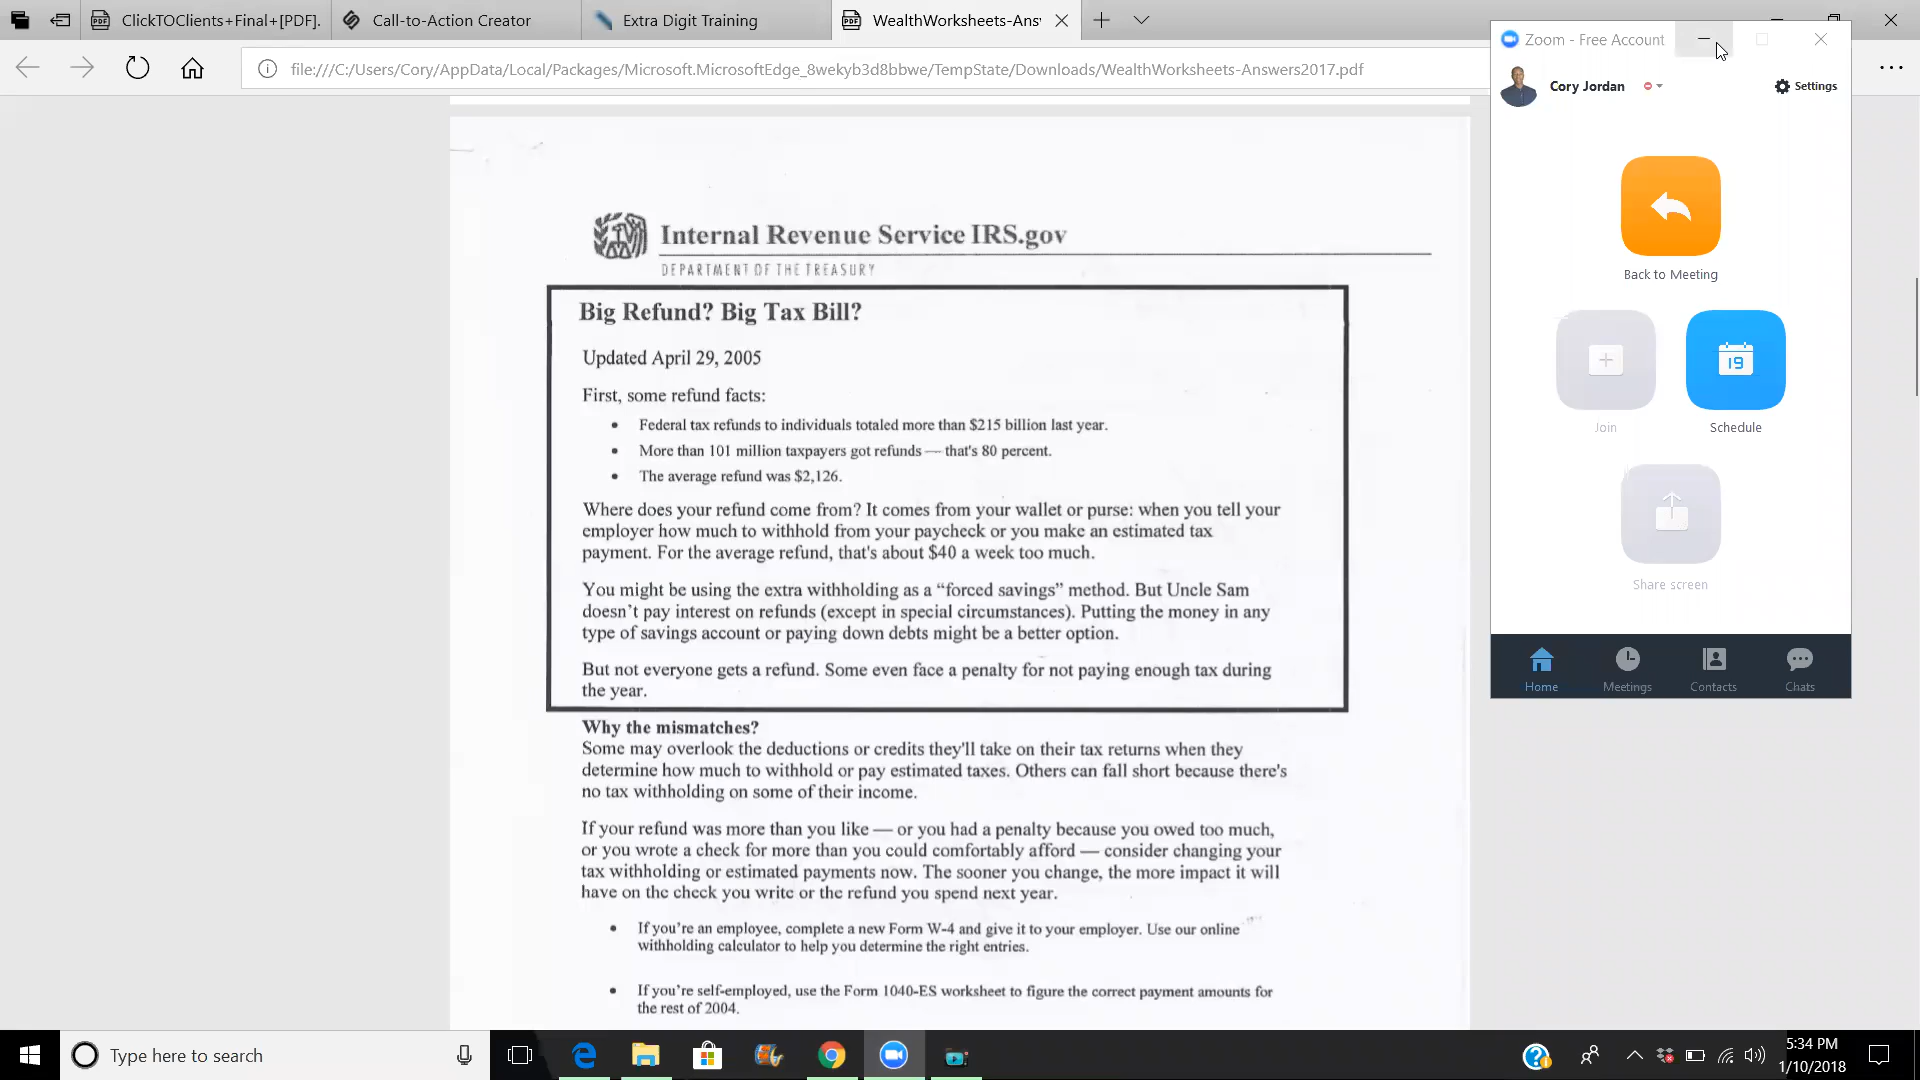 ClickTOClients+Final+[PDF].
Call-to-Action Creator
Extra Digit Training
WealthWorksheets-Ans
file:///C:/Users/Cory/AppData/Local/Packages/Microsoft.MicrosoftEdge_8wekyb3d8bbwe/TempState/Downloads/WealthWorksheets-Answers2017.pdf
Internal Revenue Service IRS.gov
DEPARTMENT OF THE TREASURY
Big Refund? Big Tax Bill?
Updated April 29, 2005
First, some refund facts:
• Federal tax refunds to individuals totaled more than $215 billion last year.
• More than 101 million taxpayers got refunds — that's 80 percent.
• The average refund was $2,126.
Where does your refund come from? It comes from your wallet or purse: when you tell your
employer how much to withhold from your paycheck or you make an estimated tax
payment. For the average refund, that's about $40 a week too much.
You might be using the extra withholding as a “forced savings” method. But Uncle Sam
doesn't pay interest on refunds (except in special circumstances). Putting the money in any
type of savings account or paying down debts might be a better option.
But not everyone gets a refund. Some even face a penalty for not paying enough tax during
the year.
Why the mismatches?
Some may overlook the deductions or credits they'll take on their tax returns when they
determine how much to withhold or pay estimated taxes. Others can fall short because there's
no tax withholding on some of their income.
If your refund was more than you like — or you had a penalty because you owed too much,
or you wrote a check for more than you could comfortably afford — consider changing your
tax withholding or estimated payments now. The sooner you change, the more impact it will
have on the check you write or the refund you spend next year.
• If you're an employee, complete a new Form W-4 and give it to your employer. Use our online
withholding calculator to help you determine the right entries.
• If you're self-employed, use the Form 1040-ES worksheet to figure the correct payment amounts for
the rest of 2004.
Zoom - Free Account
Cory Jordan
Settings
Back to Meeting
19
Join
Schedule
Share screen
Home
Meetings
Contacts
Chats
Type here to search
5:34 PM
1/10/2018